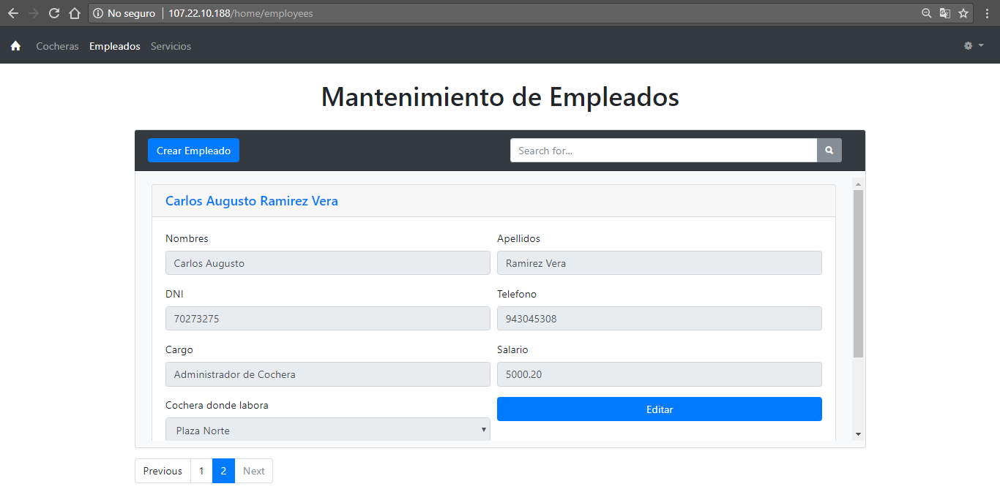 No seguro | 107.22.10.188/home/employees
Cocheras Empleados Servicios
Mantenimiento de Empleados
Crear Empleado Search for...
Carlos Augusto Ramirez Vera
Nombres Apellidos
Carlos Augusto Ramirez Vera
DNI Telefono
70273275 943045308
Cargo Salario
Administrador de Cochera 5000.20
Cochera donde labora Editar
Plaza Norte
Previous 1 2 Next